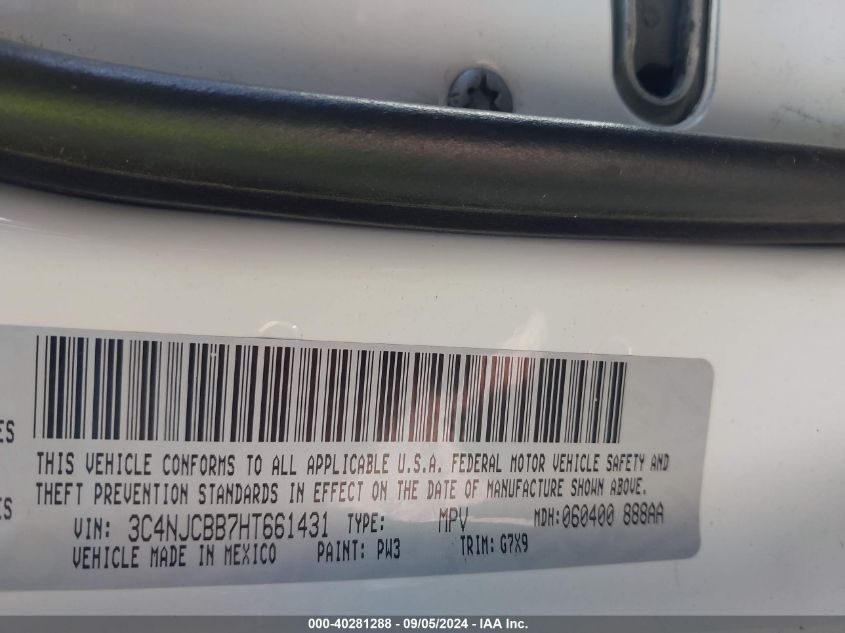 ES
THIS VEHICLE CONFORMS TO ALL APPLICABLE U.S.A. FEDERAL MOTOR VEHICLE SAFETY AND
THEFT PREVENTION STANDARDS IN EFFECT ON THE DATE OF MANUFACTURE SHOWN ABOVE.
ES
VIN: 3C4NJCBB7HT661431 TYPE: MPV MDH:060400 888AA
VEHICLE MADE IN MEXICO PAINT: PW3 TRIM: G7X9
000-40281288 - 09/05/2024 - IAA Inc.